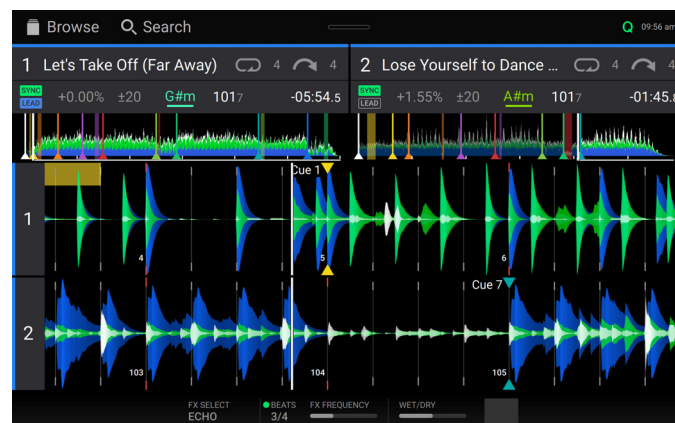 Browse Search Q 09:56 am
1 Let's Take Off (Far Away) 4 4
2 Lose Yourself to Dance ... 4 4
SYNC LEAD +0.00% ±20 G#m 1017 -05:54.5
SYNC LEAD +1.55% ±20 A#m 1017 -01:45.8
Cue 1
1
4 5 6
Cue 7
2
103 104 105
FX SELECT BEATS FX FREQUENCY WET/DRY
ECHO 3/4